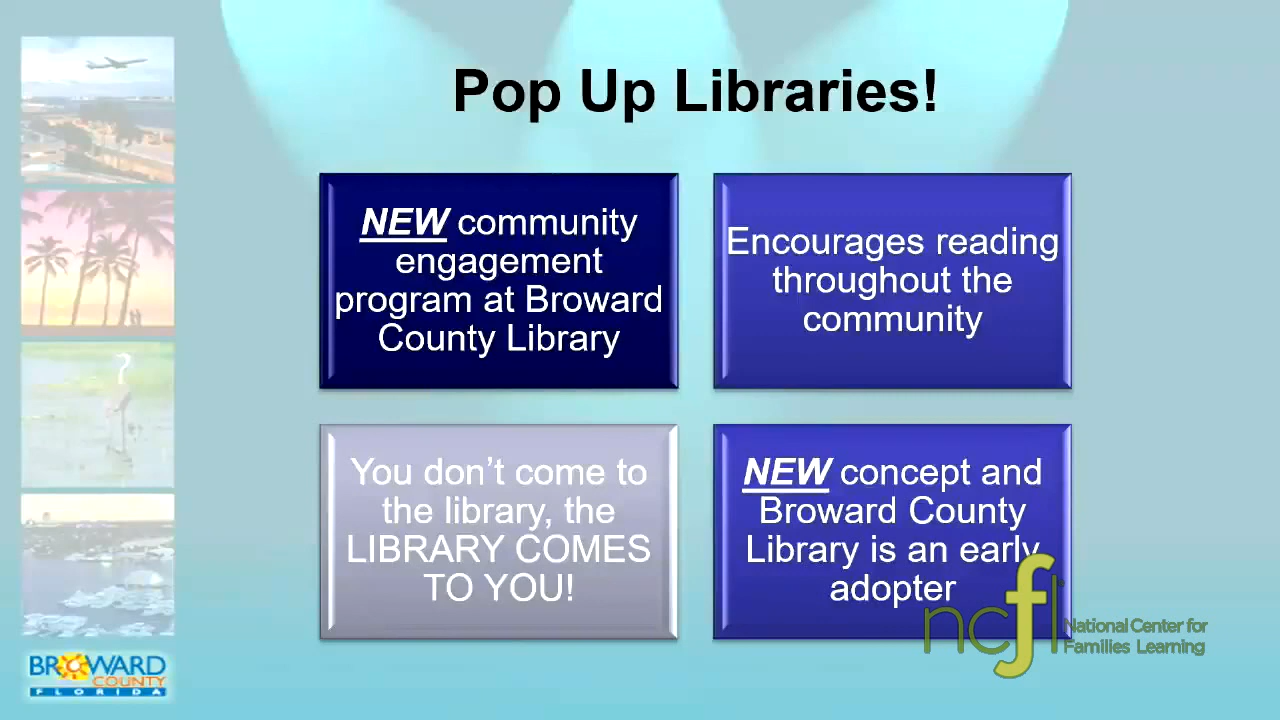 Pop Up Libraries!
NEW community
engagement
program at Broward
County Library
Encourages reading
throughout the
community
You don’t come to
the library, the
LIBRARY COMES
TO YOU!
NEW concept and
Broward County
Library is an early
adopter
ncfl
National Center for
Families Learning
BROWARD
COUNTY
FLORIDA